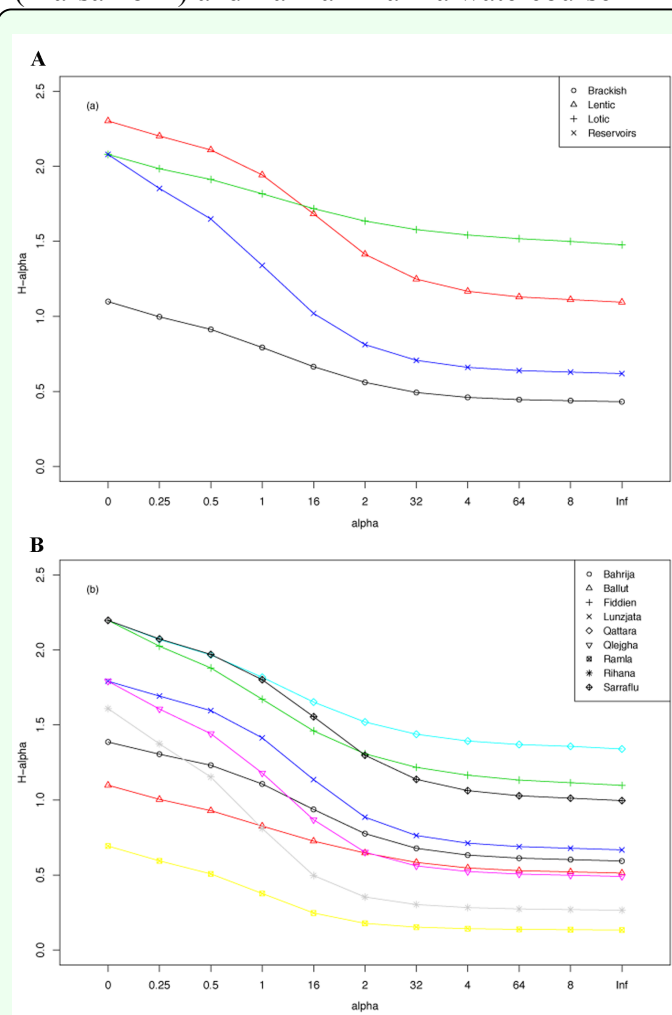 A
(a)
Brackish
Lentic
Lotic
Reservoirs
2.5
2.0
1.5
1.0
0.5
0.0
H-alpha
0 0.25 0.5 1 16 2 32 4 64 8 Inf
alpha
B
(b)
Bahrija
Ballut
Fiddien
Lunzjata
Qattara
Qlejgha
Ramla
Rihana
Sarraflu
2.5
2.0
1.5
1.0
0.5
0.0
H-alpha
0 0.25 0.5 1 16 2 32 4 64 8 Inf
alpha